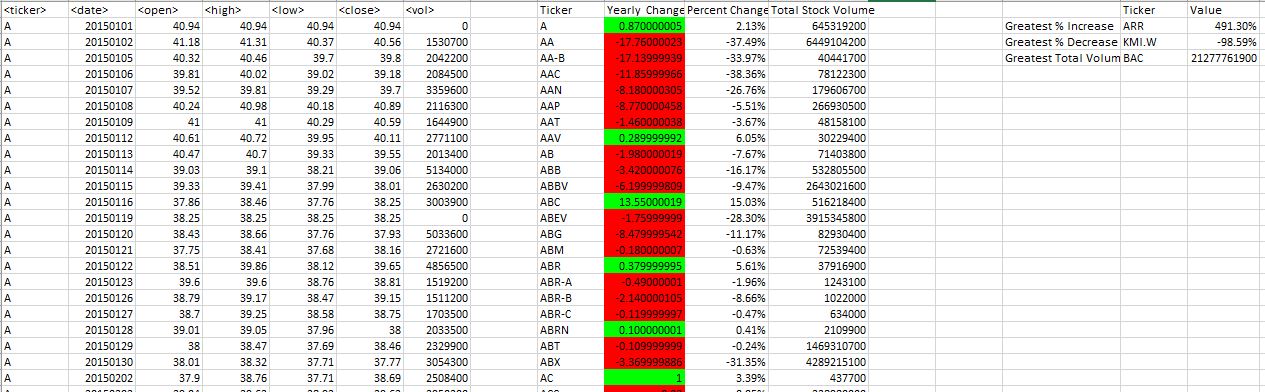 <ticker> <date> <open> <high> <low> <close> <vol> Ticker Yearly Change Percent Change Total Stock Volume Ticker Value
A 20150101 40.94 40.94 40.94 40.94 0 A 0.870000005 2.13% 645319200 Greatest % Increase ARR 491.30%
A 20150102 41.18 41.31 40.37 40.56 1530700 AA -17.76000023 -37.49% 6449104200 Greatest % Decrease KMI.W -98.59%
A 20150105 40.32 40.46 39.7 39.8 2042200 AA-B -17.13999939 -33.97% 40441700 Greatest Total Volum BAC 21277761900
A 20150106 39.81 40.02 39.02 39.18 2084500 AAC -11.85999966 -38.36% 78122300
A 20150107 39.52 39.81 39.29 39.7 3359600 AAN -8.180000305 -26.76% 179606700
A 20150108 40.24 40.98 40.18 40.89 2116300 AAP -8.770000458 -5.51% 266930500
A 20150109 41 41 40.29 40.59 1644900 AAT -1.460000038 -3.67% 48158100
A 20150112 40.61 40.72 39.95 40.11 2771100 AAV 0.289999992 6.05% 30229400
A 20150113 40.47 40.7 39.33 39.55 2013400 AB -1.980000019 -7.67% 71403800
A 20150114 39.03 39.1 38.21 39.06 5134000 ABB -3.420000076 -16.17% 532805500
A 20150115 39.33 39.41 37.99 38.01 2630200 ABBV -6.199999809 -9.47% 2643021600
A 20150116 37.86 38.46 37.76 38.25 3003900 ABC 13.55000019 15.03% 516218400
A 20150119 38.25 38.25 38.25 38.25 0 ABEV -1.75999999 -28.30% 3915345800
A 20150120 38.43 38.66 37.76 37.93 5033600 ABG -8.479999542 -11.17% 82930400
A 20150121 37.75 38.41 37.68 38.16 2721600 ABM -0.180000007 -0.63% 72539400
A 20150122 38.51 39.86 38.12 39.65 4856500 ABR 0.379999995 5.61% 37916900
A 20150123 39.6 39.6 38.76 38.81 1519200 ABR-A -0.49000001 -1.96% 1243100
A 20150126 38.79 39.17 38.47 39.15 1511200 ABR-B -2.140000105 -8.66% 1022000
A 20150127 38.7 39.25 38.58 38.75 1703500 ABR-C -0.119999997 -0.47% 634000
A 20150128 39.01 39.05 37.96 38 2033500 ABRN 0.100000001 0.41% 2109900
A 20150129 38 38.47 37.69 38.46 2329900 ABT -0.109999999 -0.24% 1469310700
A 20150130 38.01 38.32 37.71 37.77 3054300 ABX -3.369999886 -31.35% 4289215100
A 20150202 37.9 38.76 37.71 38.69 2508400 AC 1 3.39% 437700